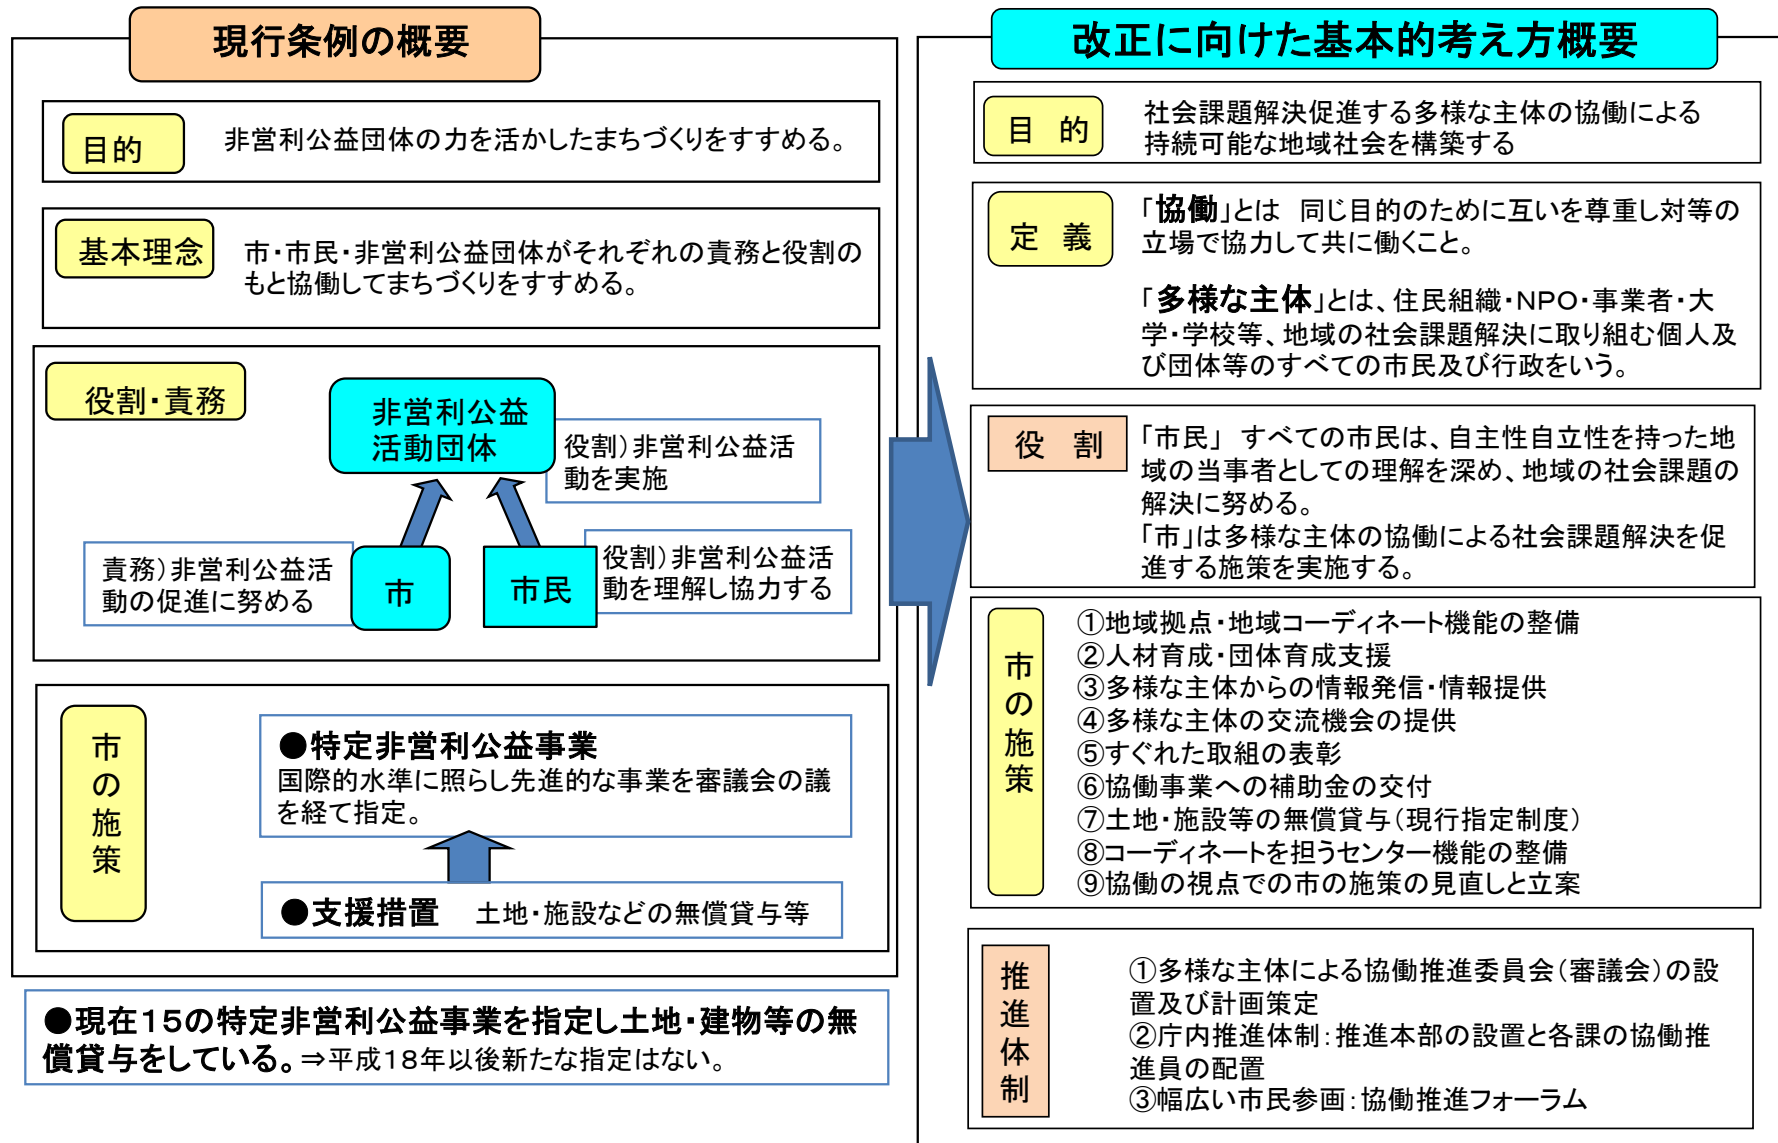 現行条例の概要
目的
非営利公益団体の力を活かしたまちづくりをすすめる。
基本理念
市・市民・非営利公益団体がそれぞれの責務と役割の
もと協働してまちづくりをすすめる。
役割・責務
非営利公益
活動団体
役割）非営利公益活
動を実施
責務）非営利公益活
動の促進に努める
市
市民
役割）非営利公益活
動を理解し協力する
市の施策
●特定非営利公益事業
国際的水準に照らし先進的な事業を審議会の議
を経て指定。
●支援措置　土地・施設などの無償貸与等
●現在１５の特定非営利公益事業を指定し土地・建物等の無
償貸与をしている。⇒平成１８年以後新たな指定はない。
改正に向けた基本的考え方概要
目 的
社会課題解決促進する多様な主体の協働による
持続可能な地域社会を構築する
定 義
「協働」とは　同じ目的のために互いを尊重し対等の
立場で協力して共に働くこと。
「多様な主体」とは、住民組織・ＮＰＯ・事業者・大
学・学校等、地域の社会課題解決に取り組む個人及
び団体等のすべての市民及び行政をいう。
役 割
「市民」 すべての市民は、自主性自立性を持った地
域の当事者としての理解を深め、地域の社会課題の
解決に努める。
「市」は多様な主体の協働による社会課題解決を促
進する施策を実施する。
市の施策
①地域拠点・地域コーディネート機能の整備
②人材育成・団体育成支援
③多様な主体からの情報発信・情報提供
④多様な主体の交流機会の提供
⑤すぐれた取組の表彰
⑥協働事業への補助金の交付
⑦土地・施設等の無償貸与（現行指定制度）
⑧コーディネートを担うセンター機能の整備
⑨協働の視点での市の施策の見直しと立案
推進体制
①多様な主体による協働推進委員会（審議会）の設
置及び計画策定
②庁内推進体制：推進本部の設置と各課の協働推
進員の配置
③幅広い市民参画：協働推進フォーラム